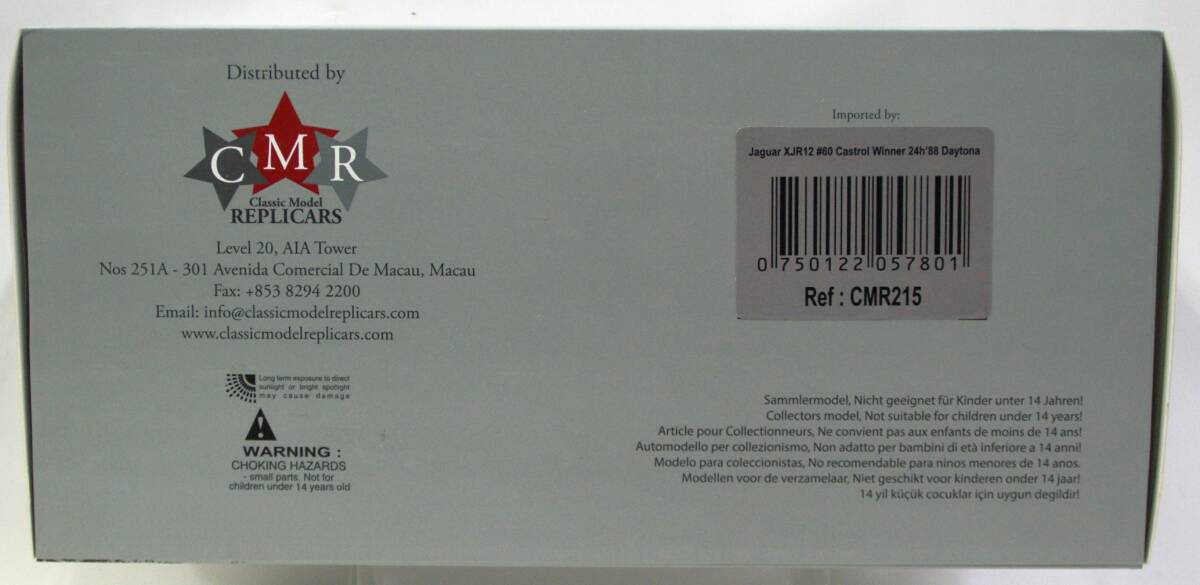 Distributed by
CMR
Classic Model
REPLICARS
Level 20, AIA Tower
Nos 251A - 301 Avenida Comercial De Macau, Macau
Fax: +853 8294 2200
Email: info@classicmodelreplicars.com
www.classicmodelreplicars.com
Long term exposure to direct
sunlight or bright spotlight
may cause damage
WARNING :
CHOKING HAZARDS
- small parts. Not for
children under 14 years old
Imported by:
Jaguar XJR12 #60 Castrol Winner 24h'88 Daytona
0 750122 057801
Ref : CMR215
Sammlermodel, Nicht geeignet für Kinder unter 14 Jahren!
Collectors model, Not suitable for children under 14 years!
Article pour Collectionneurs, Ne convient pas aux enfants de moins de 14 ans!
Automodello per collezionismo, Non adatto per bambini di età inferiore a 14 anni!
Modelo para coleccionistas, No recomendable para ninos menores de 14 anos.
Modellen voor de verzamelaar, Niet geschikt voor kinderen onder 14 jaar!
14 yil küçük cocuklar için uygun degildir!